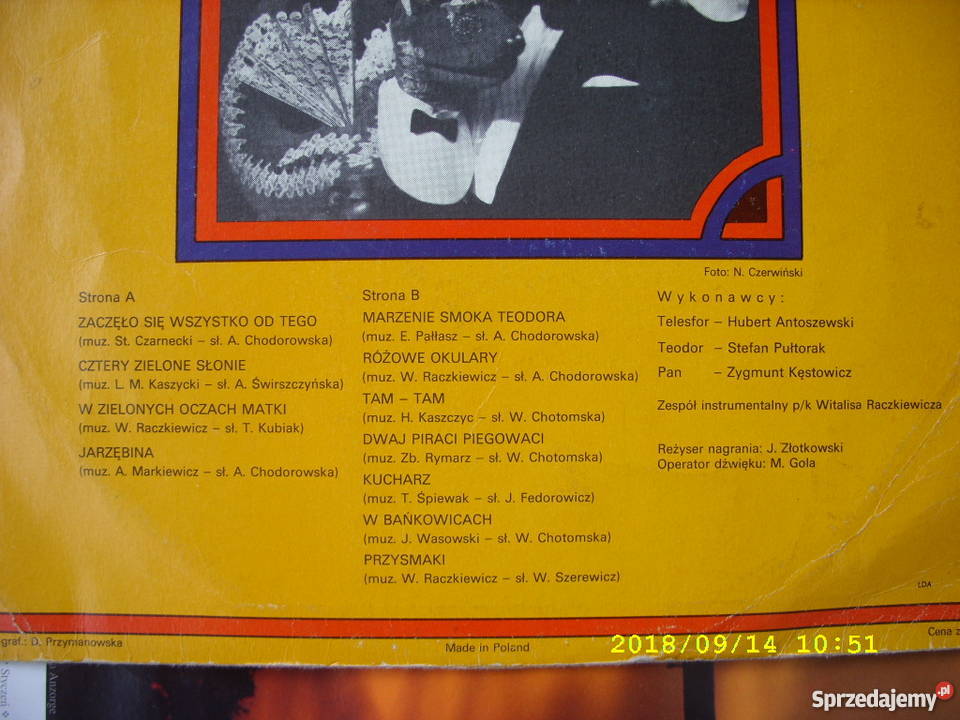 Foto: N. Czerwiński
Strona A
ZACZĘŁO SIĘ WSZYSTKO OD TEGO
(muz. St. Czarnecki – sł. A. Chodorowska)
CZTERY ZIELONE SŁONIE
(muz. L. M. Kaszycki – sł. A. Świrszczyńska)
W ZIELONYCH OCZACH MATKI
(muz. W. Raczkiewicz – sł. T. Kubiak)
JARZĘBINA
(muz. A. Markiewicz – sł. A. Chodorowska)
Strona B
MARZENIE SMOKA TEODORA
(muz. E. Pałłasz – sł. A. Chodorowska)
RÓŻOWE OKULARY
(muz. W. Raczkiewicz – sł. A. Chodorowska)
TAM – TAM
(muz. H. Kaszczyc – sł. W. Chotomska)
DWAJ PIRACI PIEGOWACI
(muz. Zb. Rymarz – sł. W. Chotomska)
KUCHARZ
(muz. T. Śpiewak – sł. J. Fedorowicz)
W BAŃKOWICACH
(muz. J. Wasowski – sł. W. Chotomska)
PRZYSMAKI
(muz. W. Raczkiewicz – sł. W. Szerewicz)
Wykonawcy:
Telesfor – Hubert Antoszewski
Teodor – Stefan Pułtorak
Pan – Zygmunt Kęstowicz
Zespół instrumentalny p/k Witalisa Raczkiewicza
Reżyser nagrania: J. Złotkowski
Operator dźwięku: M. Gola
LDA
graf.: D. Przymanowska
Made in Poland
Cena z
2018/09/14 10:51
Styczeń
Anzorge
Sprzedajemy.pl